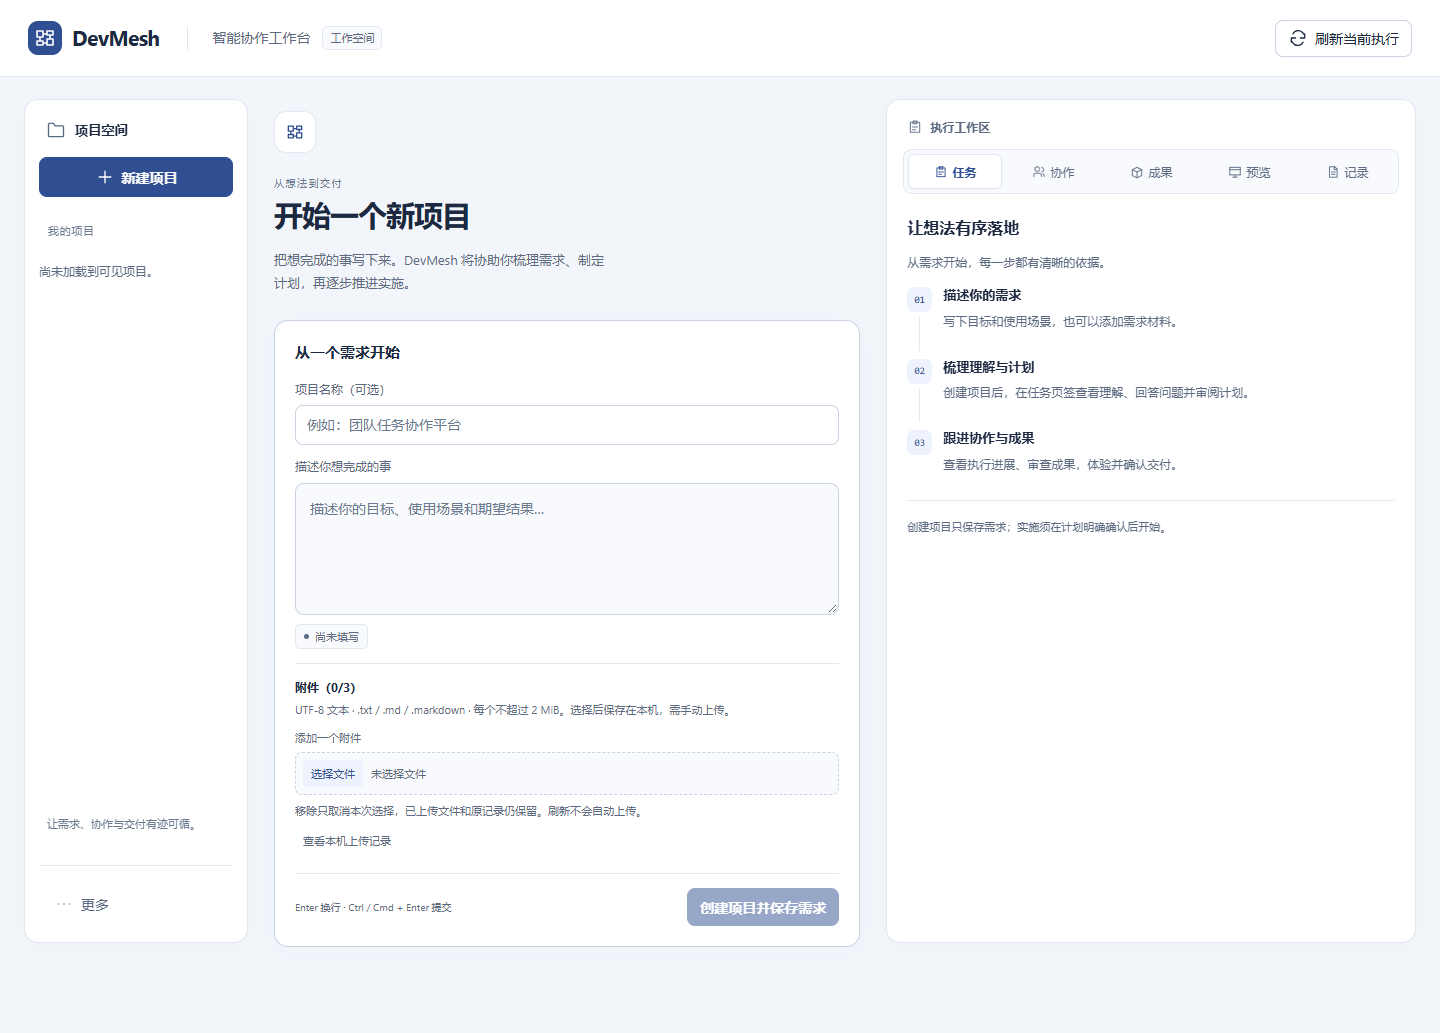 DevMesh
智能协作工作台
工作空间
刷新当前执行
项目空间
新建项目
我的项目
尚未加载到可见项目。
让需求、协作与交付有迹可循。
更多
从想法到交付
开始一个新项目
把想完成的事写下来。DevMesh 将协助你梳理需求、制定
计划，再逐步推进实施。
从一个需求开始
项目名称（可选）
例如：团队任务协作平台
描述你想完成的事
描述你的目标、使用场景和期望结果...
尚未填写
附件（0/3）
UTF-8 文本 · .txt / .md / .markdown · 每个不超过 2 MiB。选择后保存在本机，需手动上传。
添加一个附件
选择文件 未选择文件
移除只取消本次选择，已上传文件和原记录仍保留。刷新不会自动上传。
查看本机上传记录
Enter 换行 · Ctrl / Cmd + Enter 提交
创建项目并保存需求
执行工作区
任务 协作 成果 预览 记录
让想法有序落地
从需求开始，每一步都有清晰的依据。
01 描述你的需求
写下目标和使用场景，也可以添加需求材料。
02 梳理理解与计划
创建项目后，在任务页签查看理解、回答问题并审阅计划。
03 跟进协作与成果
查看执行进展、审查成果，体验并确认交付。
创建项目只保存需求；实施须在计划明确确认后开始。